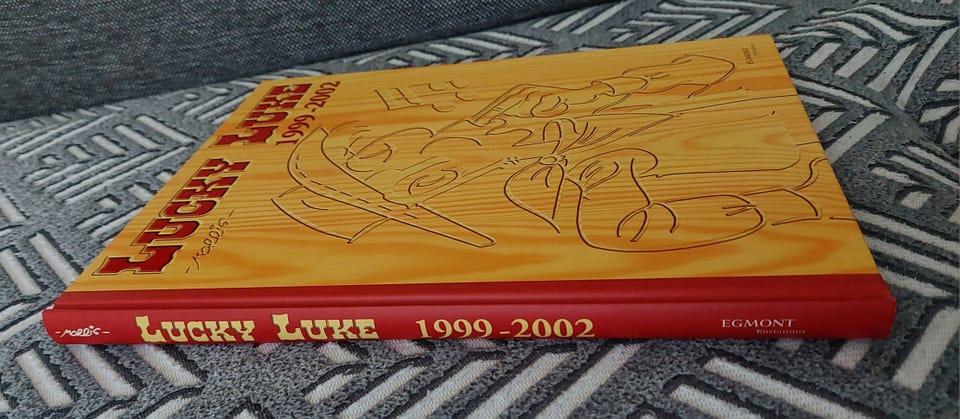 LUCKY LUKE
1999-2002
-MORRIS-
EGMONT
-MORRIS- LUCKY LUKE 1999-2002 EGMONT
Kustannus